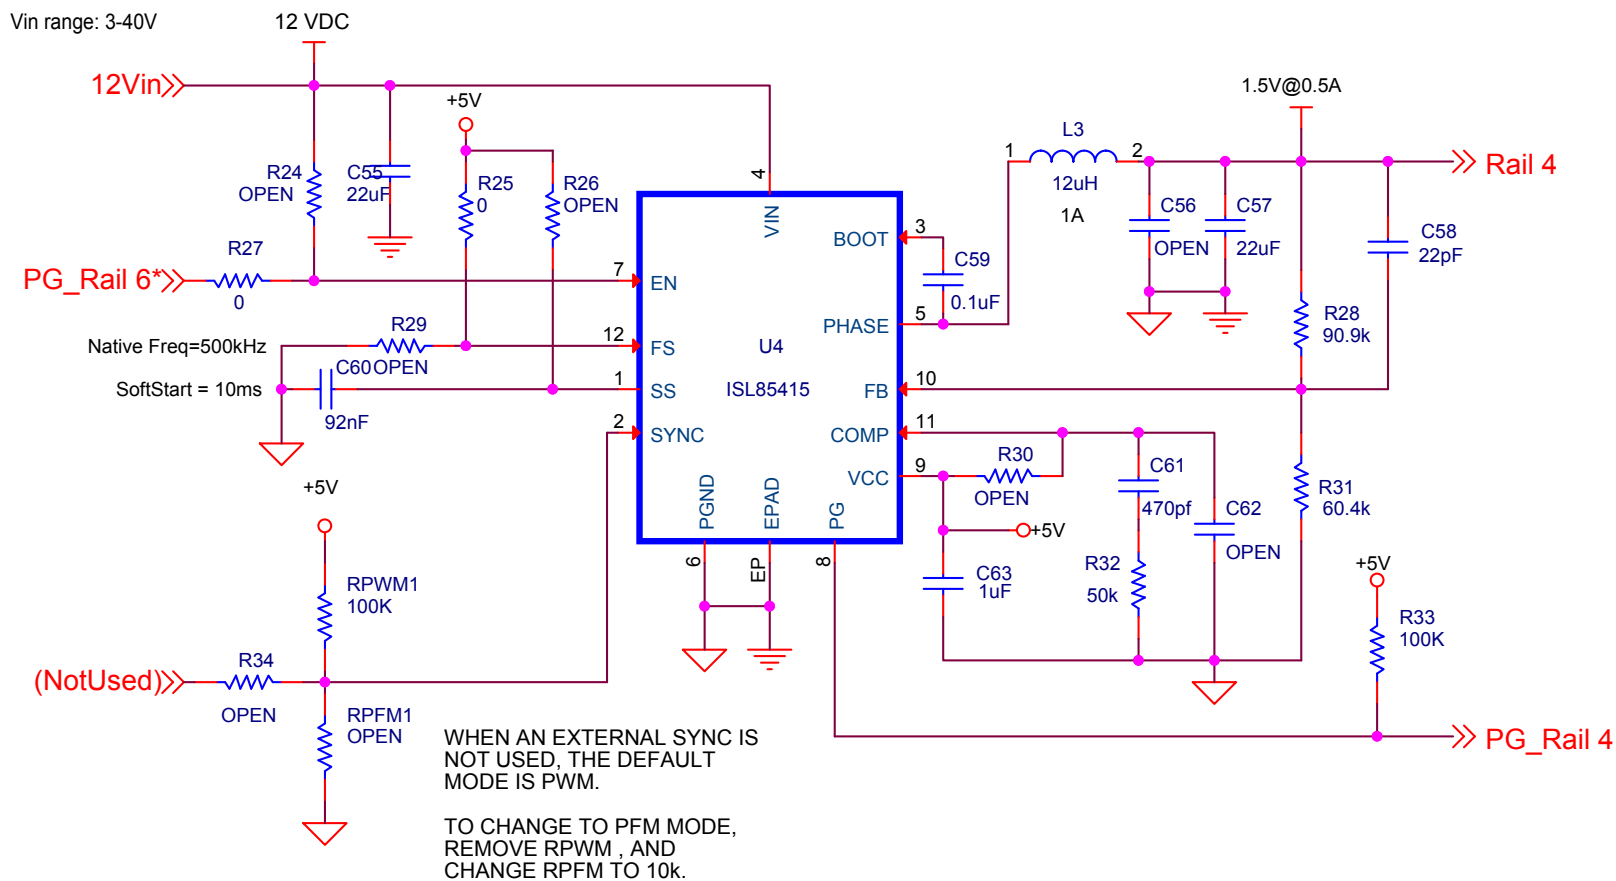 Vin range: 3-40V
12 VDC
12Vin
+5V
R24
OPEN
C55
22uF
R25
0
R26
OPEN
R27
0
PG_Rail 6*
Native Freq=500kHz
R29
OPEN
C60
92nF
SoftStart = 10ms
4
VIN
7
EN
12
FS
1
SS
2
SYNC
U4
ISL85415
BOOT
3
PHASE
5
FB
10
COMP
11
VCC
9
PGND
6
EPAD
EP
PG
8
C59
0.1uF
1
L3
2
12uH
1A
1.5V@0.5A
Rail 4
C56
OPEN
C57
22uF
C58
22pF
R28
90.9k
R30
OPEN
C61
470pf
C62
OPEN
R31
60.4k
+5V
C63
1uF
R32
50k
+5V
R33
100K
PG_Rail 4
+5V
RPWM1
100K
R34
OPEN
(NotUsed)
RPFM1
OPEN
WHEN AN EXTERNAL SYNC IS
NOT USED, THE DEFAULT
MODE IS PWM.
TO CHANGE TO PFM MODE,
REMOVE RPWM , AND
CHANGE RPFM TO 10k.